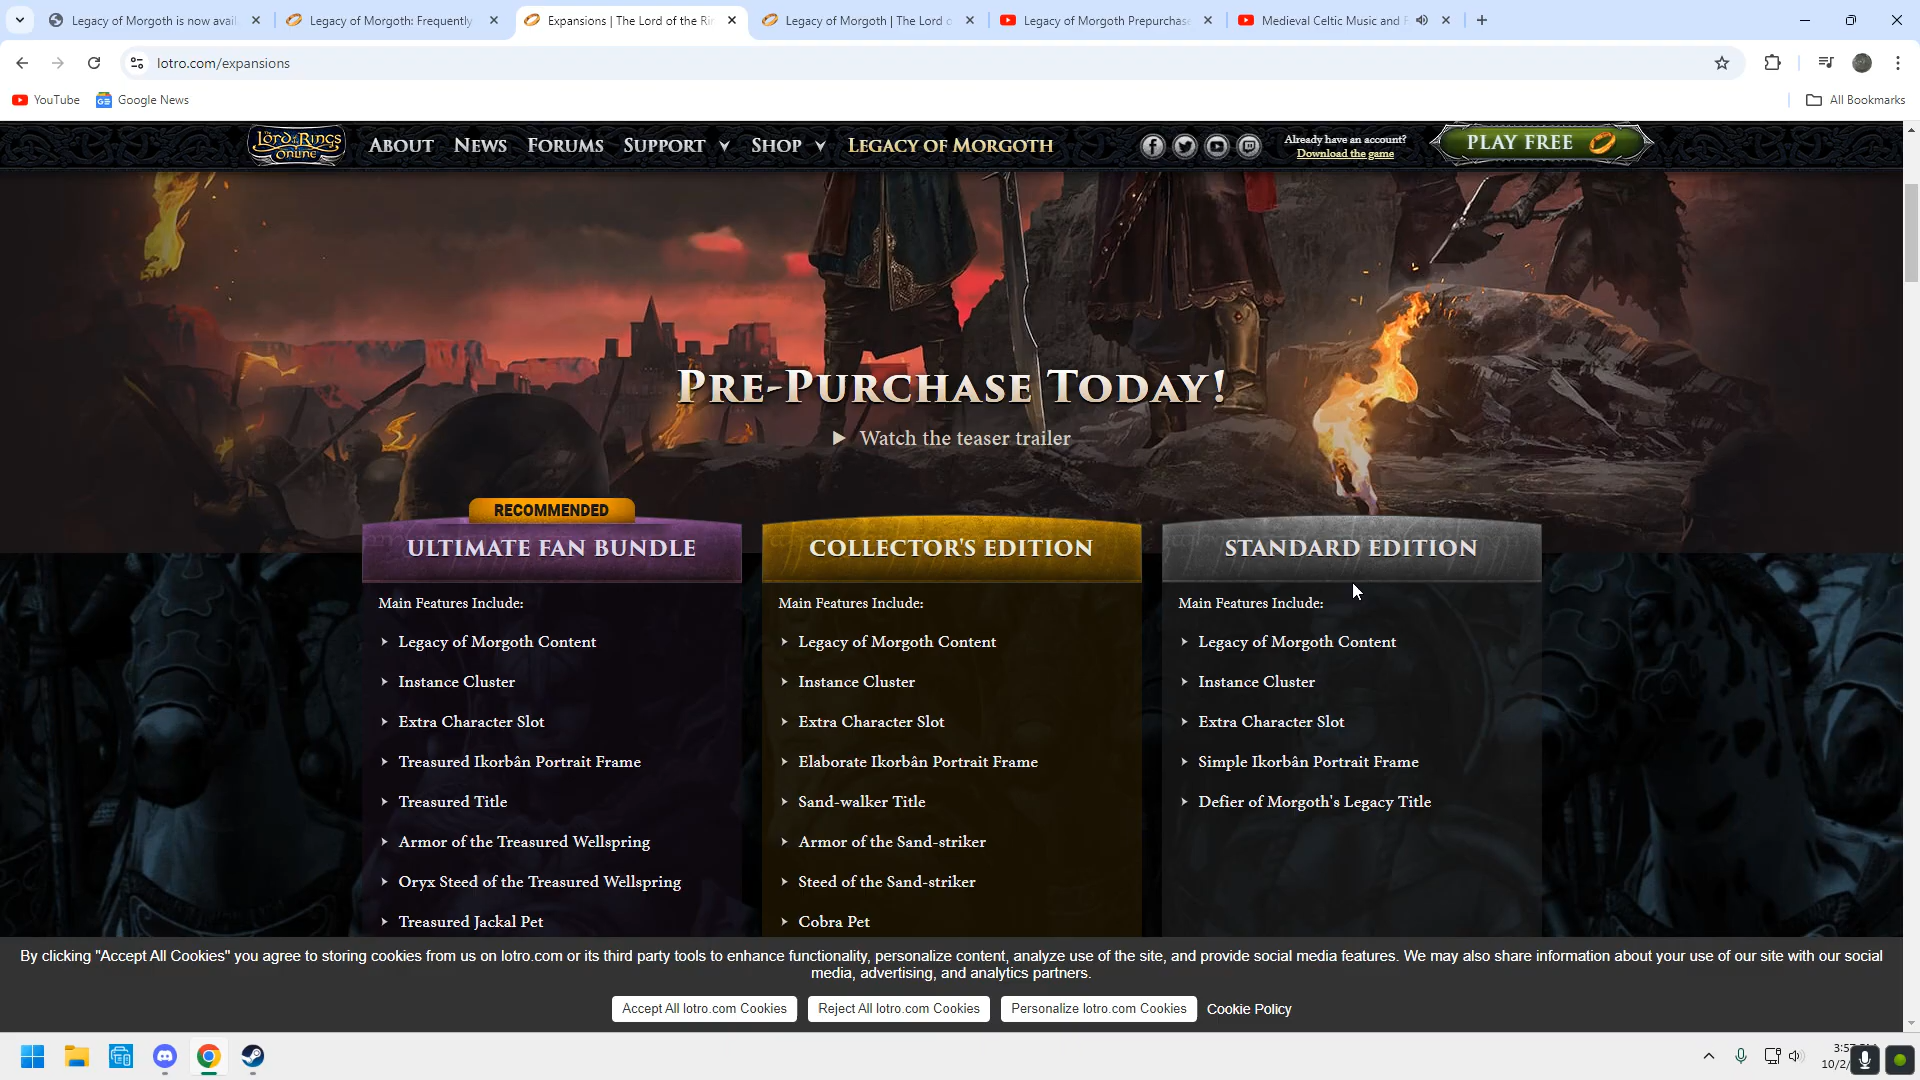 Legacy of Morgoth is now avail
Legacy of Morgoth: Frequently
Expansions | The Lord of the Rin
Legacy of Morgoth | The Lord o
Legacy of Morgoth Prepurchase
Medieval Celtic Music and F
lotro.com/expansions
YouTube
Google News
All Bookmarks
The Lord of the Rings Online
ABOUT
NEWS
FORUMS
SUPPORT
SHOP
LEGACY OF MORGOTH
Already have an account?
Download the game
PLAY FREE
PRE-PURCHASE TODAY!
Watch the teaser trailer
RECOMMENDED
ULTIMATE FAN BUNDLE
Main Features Include:
Legacy of Morgoth Content
Instance Cluster
Extra Character Slot
Treasured Ikorbân Portrait Frame
Treasured Title
Armor of the Treasured Wellspring
Oryx Steed of the Treasured Wellspring
Treasured Jackal Pet
COLLECTOR'S EDITION
Main Features Include:
Legacy of Morgoth Content
Instance Cluster
Extra Character Slot
Elaborate Ikorbân Portrait Frame
Sand-walker Title
Armor of the Sand-striker
Steed of the Sand-striker
Cobra Pet
STANDARD EDITION
Main Features Include:
Legacy of Morgoth Content
Instance Cluster
Extra Character Slot
Simple Ikorbân Portrait Frame
Defier of Morgoth's Legacy Title
By clicking "Accept All Cookies" you agree to storing cookies from us on lotro.com or its third party tools to enhance functionality, personalize content, analyze use of the site, and provide social media features. We may also share information about your use of our site with our social
media, advertising, and analytics partners.
Accept All lotro.com Cookies
Reject All lotro.com Cookies
Personalize lotro.com Cookies
Cookie Policy